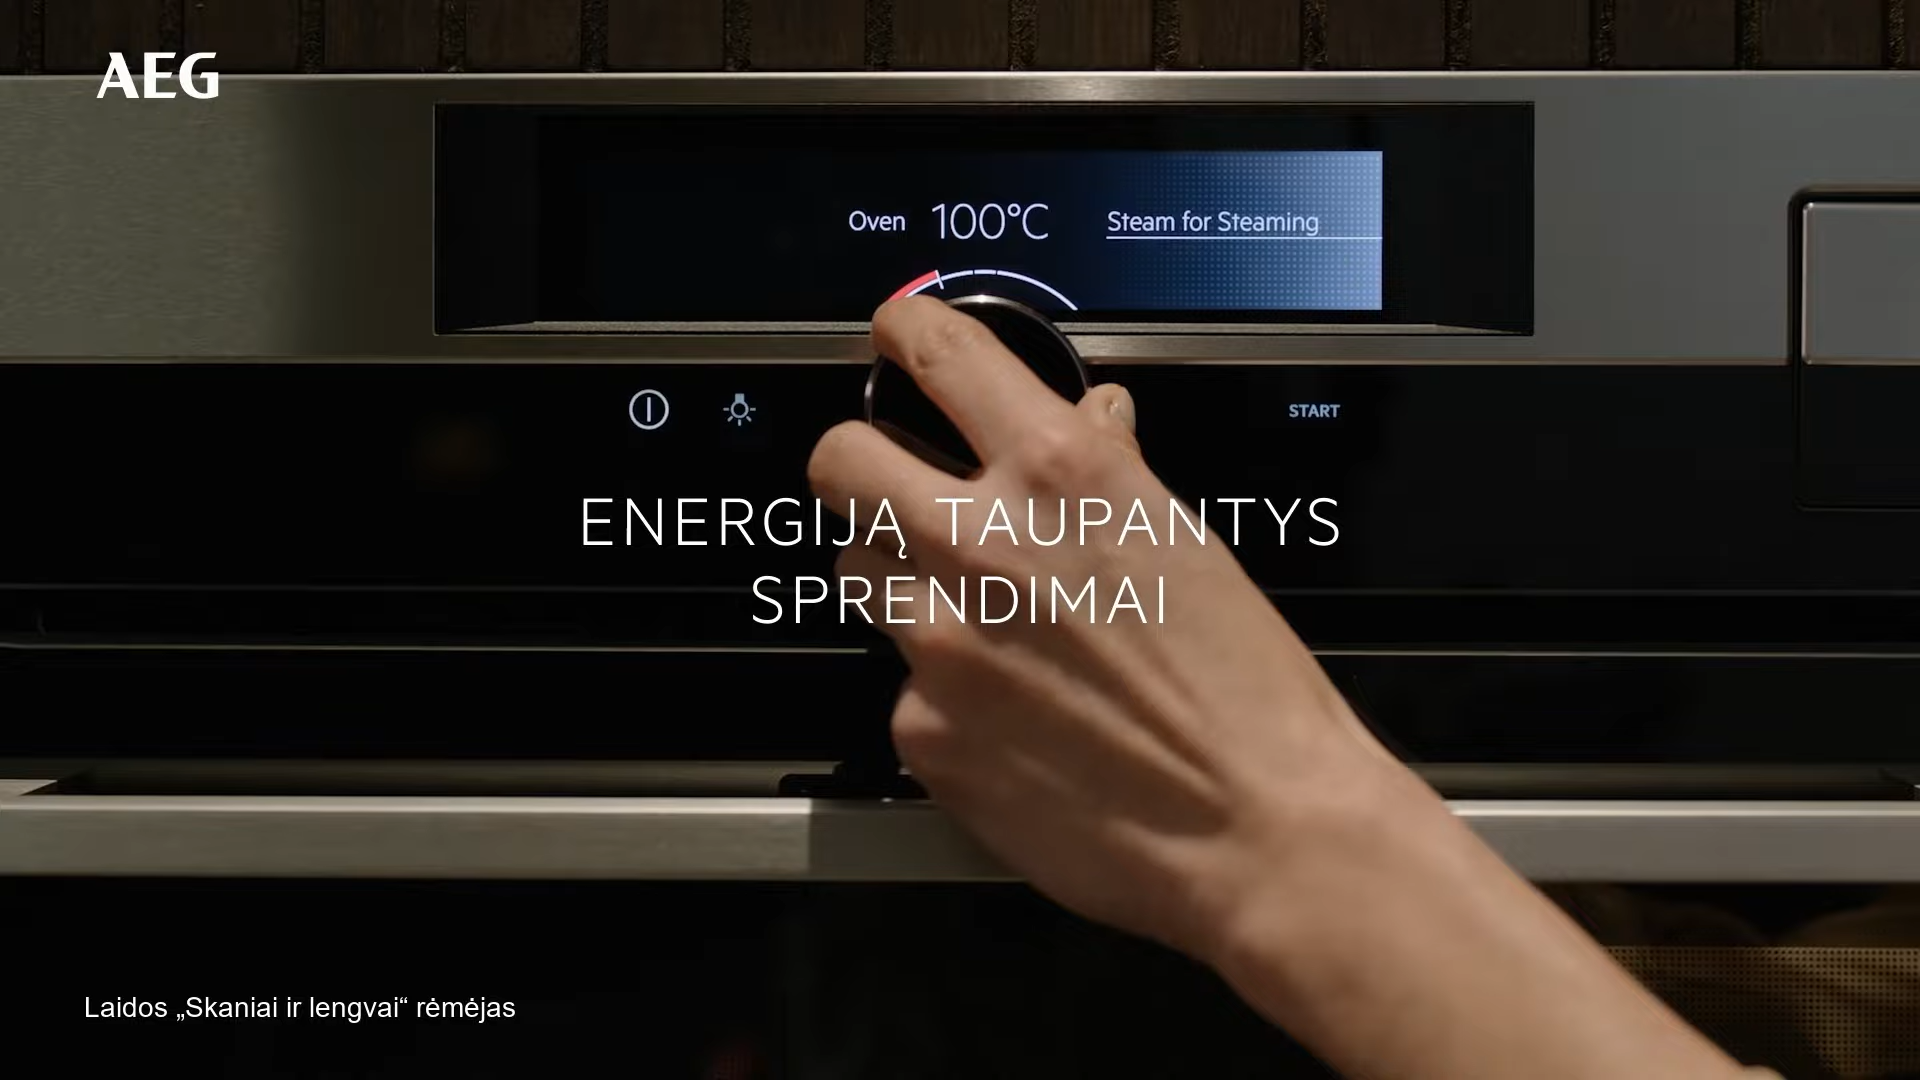 AEG
Oven 100°C Steam for Steaming
START
ENERGIJĄ TAUPANTYS
SPRENDIMAI
Laidos „Skaniai ir lengvai“ rėmėjas